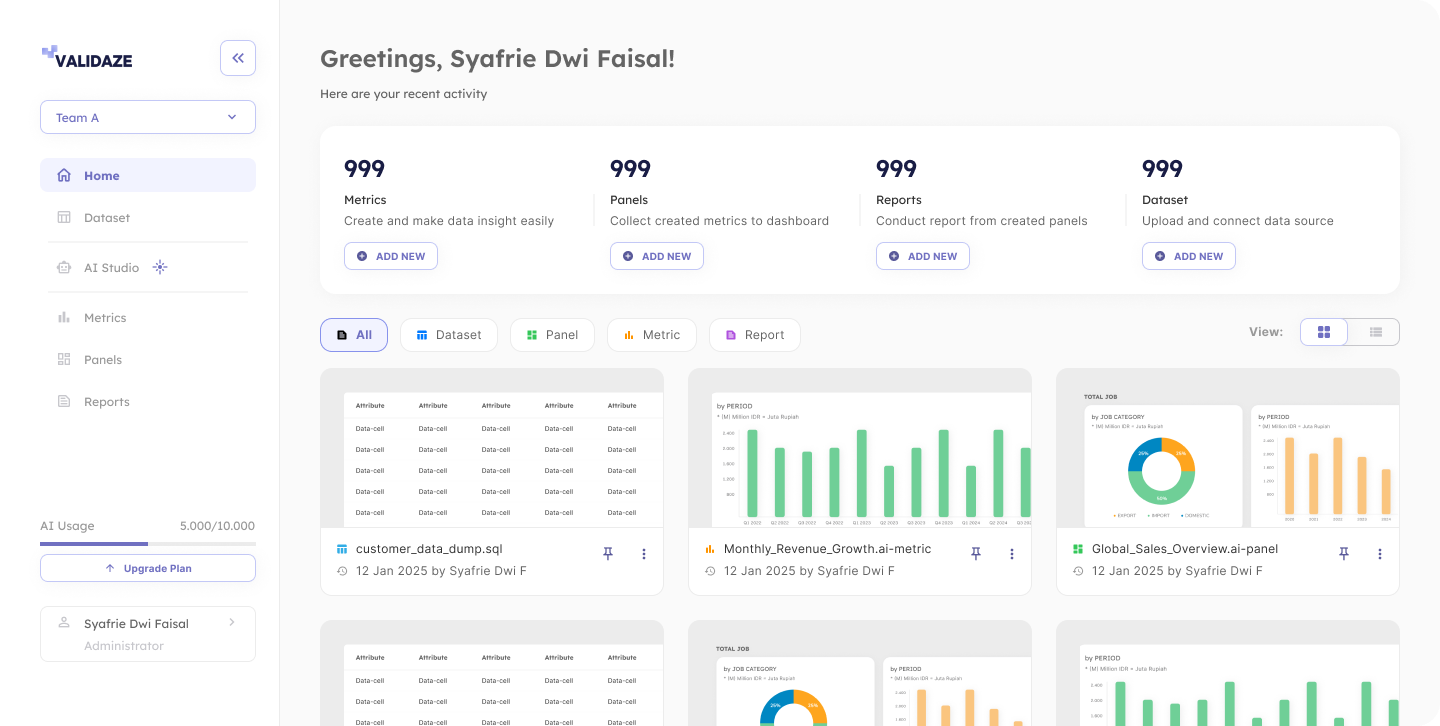 VALIDAZE
Team A
Home
Dataset
AI Studio
Metrics
Panels
Reports
AI Usage 5.000/10.000
Upgrade Plan
Syafrie Dwi Faisal
Administrator
Greetings, Syafrie Dwi Faisal!
Here are your recent activity
999
Metrics
Create and make data insight easily
ADD NEW
999
Panels
Collect created metrics to dashboard
ADD NEW
999
Reports
Conduct report from created panels
ADD NEW
999
Dataset
Upload and connect data source
ADD NEW
All Dataset Panel Metric Report
View:
Attribute Attribute Attribute Attribute Attribute
Data-cell Data-cell Data-cell Data-cell Data-cell
Data-cell Data-cell Data-cell Data-cell Data-cell
Data-cell Data-cell Data-cell Data-cell Data-cell
Data-cell Data-cell Data-cell Data-cell Data-cell
Data-cell Data-cell Data-cell Data-cell Data-cell
customer_data_dump.sql
12 Jan 2025 by Syafrie Dwi F
by PERIOD
* (M) Million IDR = Juta Rupiah
2.400
3.000
1.800
1.200
600
Q1 2022 Q2 2022 Q3 2022 Q4 2022 Q1 2023 Q2 2023 Q3 2023 Q4 2023 Q1 2024 Q2 2024
Monthly_Revenue_Growth.ai-metric
12 Jan 2025 by Syafrie Dwi F
TOTAL JOB
by JOB CATEGORY
* (M) Million IDR = Juta Rupiah
25% 25%
50%
EXPORT IMPORT DOMESTIC
by PERIOD
* (M) Million IDR = Juta Rupiah
2.400
1.800
1.200
600
2020 2021 2022 2023 2024
Global_Sales_Overview.ai-panel
12 Jan 2025 by Syafrie Dwi F
Attribute Attribute Attribute Attribute Attribute
Data-cell Data-cell Data-cell Data-cell Data-cell
Data-cell Data-cell Data-cell Data-cell Data-cell
Data-cell Data-cell Data-cell Data-cell Data-cell
TOTAL JOB
by JOB CATEGORY
* (M) Million IDR = Juta Rupiah
25% 25%
by PERIOD
* (M) Million IDR = Juta Rupiah
2.400
by PERIOD
* (M) Million IDR = Juta Rupiah
2.400